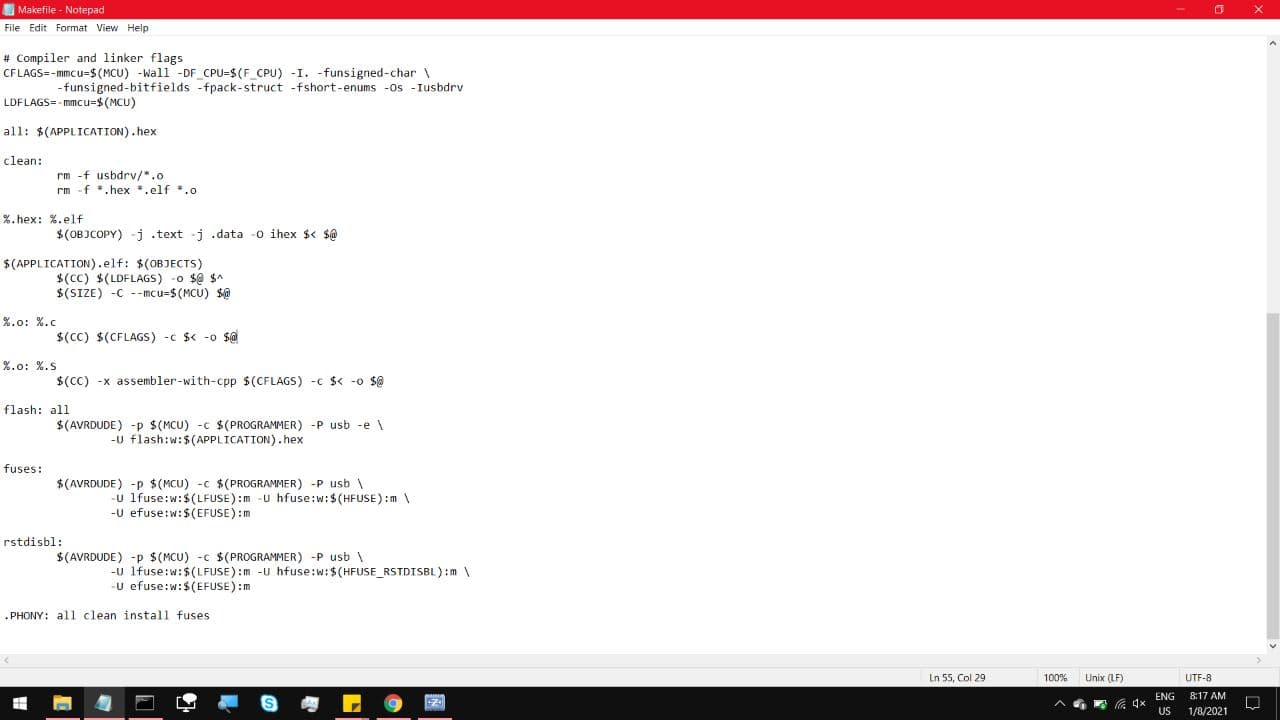 Makefile - Notepad
File Edit Format View Help
# Compiler and linker flags
CFLAGS=-mmcu=$(MCU) -Wall -DF_CPU=$(F_CPU) -I. -funsigned-char \
-funsigned-bitfields -fpack-struct -fshort-enums -Os -Iusbdrv
LDFLAGS=-mmcu=$(MCU)
all: $(APPLICATION).hex
clean:
rm -f usbdrv/*.o
rm -f *.hex *.elf *.o
%.hex: %.elf
$(OBJCOPY) -j .text -j .data -O ihex $< $@
$(APPLICATION).elf: $(OBJECTS)
$(CC) $(LDFLAGS) -o $@ $^
$(SIZE) -C --mcu=$(MCU) $@
%.o: %.c
$(CC) $(CFLAGS) -c $< -o $@
%.o: %.S
$(CC) -x assembler-with-cpp $(CFLAGS) -c $< -o $@
flash: all
$(AVRDUDE) -p $(MCU) -c $(PROGRAMMER) -P usb -e \
-U flash:w:$(APPLICATION).hex
fuses:
$(AVRDUDE) -p $(MCU) -c $(PROGRAMMER) -P usb \
-U lfuse:w:$(LFUSE):m -U hfuse:w:$(HFUSE):m \
-U efuse:w:$(EFUSE):m
rstdisbl:
$(AVRDUDE) -p $(MCU) -c $(PROGRAMMER) -P usb \
-U lfuse:w:$(LFUSE):m -U hfuse:w:$(HFUSE_RSTDISBL):m \
-U efuse:w:$(EFUSE):m
.PHONY: all clean install fuses
Ln 55, Col 29 100% Unix (LF) UTF-8
ENG 8:17 AM
US 1/8/2021